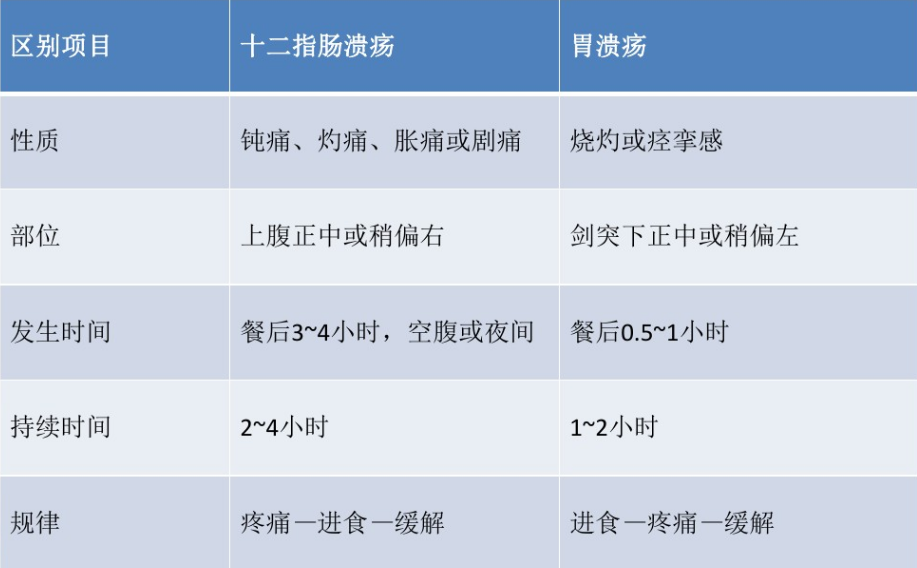 区别项目 十二指肠溃疡 胃溃疡
性质 钝痛、灼痛、胀痛或剧痛 烧灼或痉挛感
部位 上腹正中或稍偏右 剑突下正中或稍偏左
发生时间 餐后3~4小时，空腹或夜间 餐后0.5~1小时
持续时间 2~4小时 1~2小时
规律 疼痛－进食－缓解 进食－疼痛－缓解